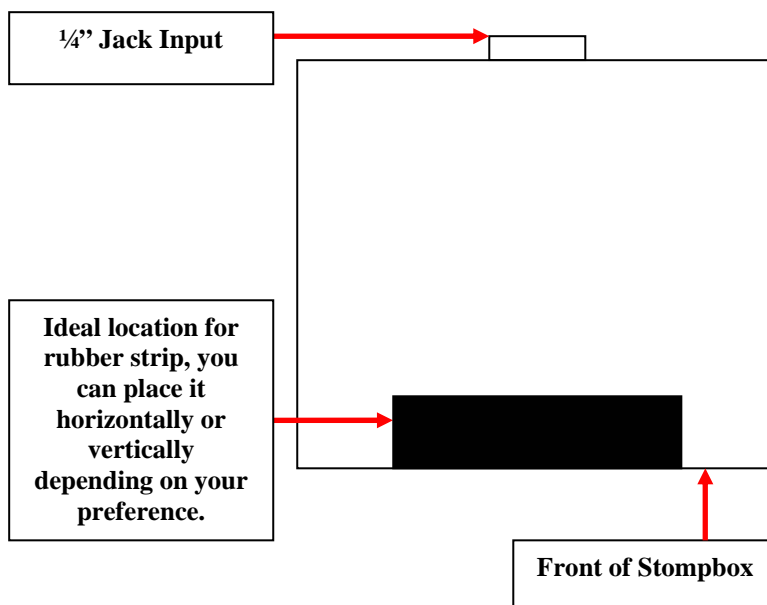 ¼” Jack Input
Ideal location for
rubber strip, you
can place it
horizontally or
vertically
depending on your
preference.
Front of Stompbox